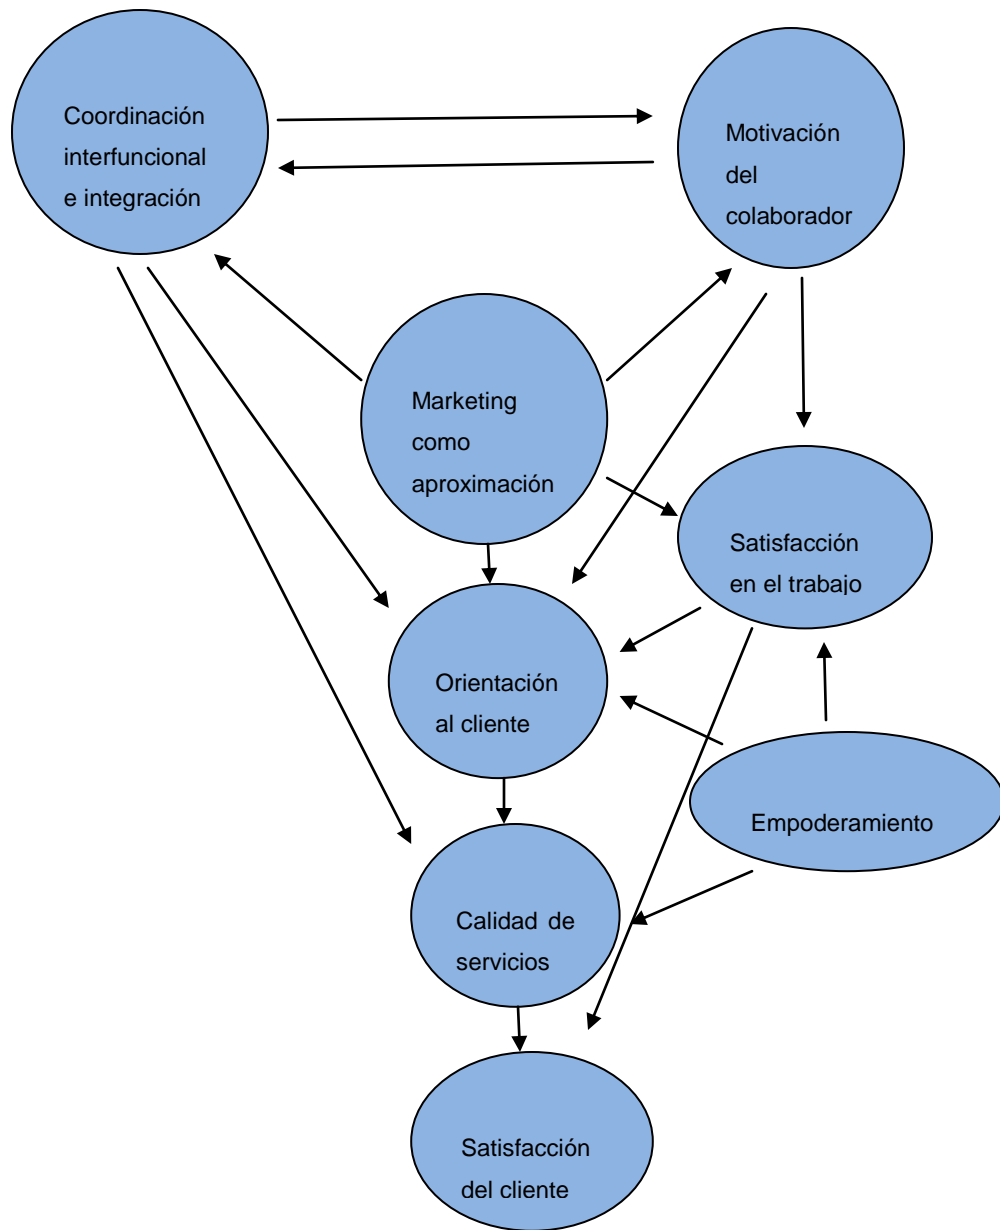 Coordinación
interfuncional
e integración
Motivación
del
colaborador
Marketing
como
aproximación
Satisfacción
en el trabajo
Orientación
al cliente
Empoderamiento
Calidad de
servicios
Satisfacción
del cliente